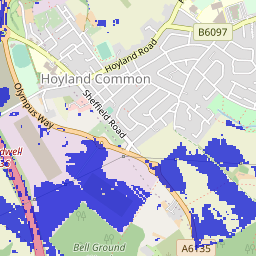 B6097
Hoyland Road
Hoyland Common
Olympus Way
Sheffield Road
Bell Ground
A6135